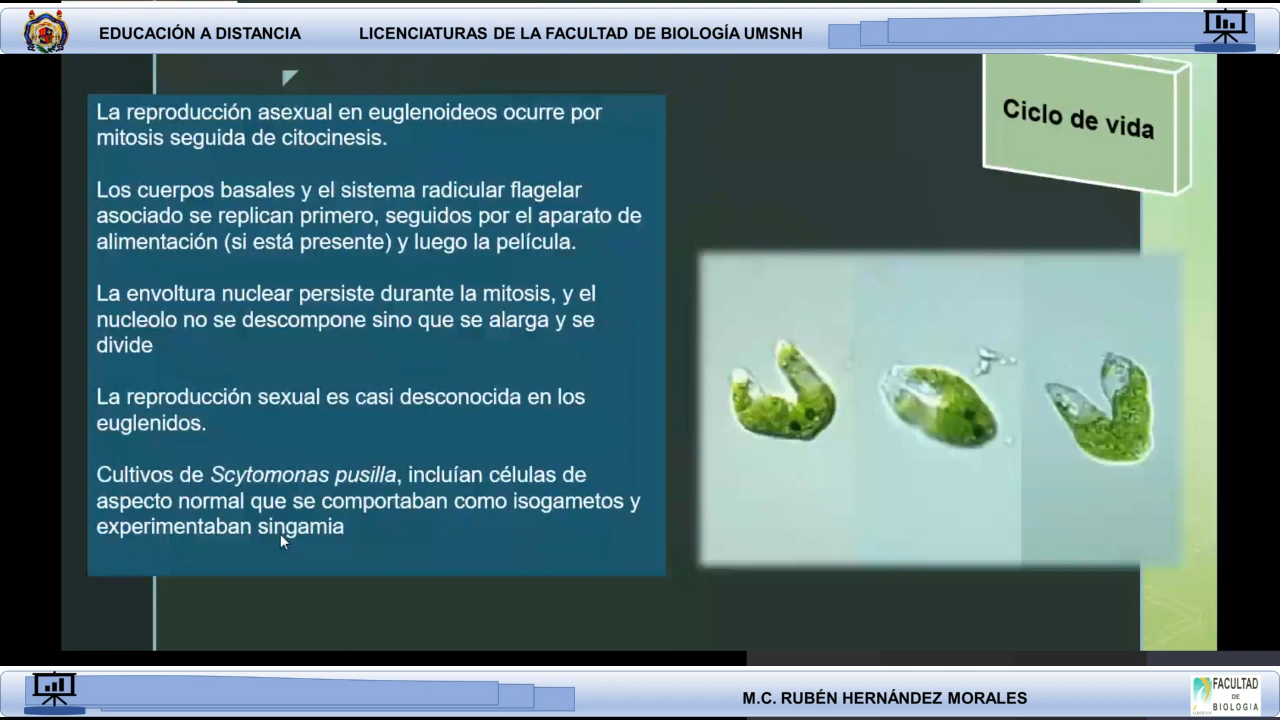 EDUCACIÓN A DISTANCIA LICENCIATURAS DE LA FACULTAD DE BIOLOGÍA UMSNH
Ciclo de vida
La reproducción asexual en euglenoideos ocurre por
mitosis seguida de citocinesis.
Los cuerpos basales y el sistema radicular flagelar
asociado se replican primero, seguidos por el aparato de
alimentación (si está presente) y luego la película.
La envoltura nuclear persiste durante la mitosis, y el
nucleolo no se descompone sino que se alarga y se
divide
La reproducción sexual es casi desconocida en los
euglenidos.
Cultivos de Scytomonas pusilla, incluían células de
aspecto normal que se comportaban como isogametos y
experimentaban singamia
M.C. RUBÉN HERNÁNDEZ MORALES
FACULTAD
DE
BIOLOGIA